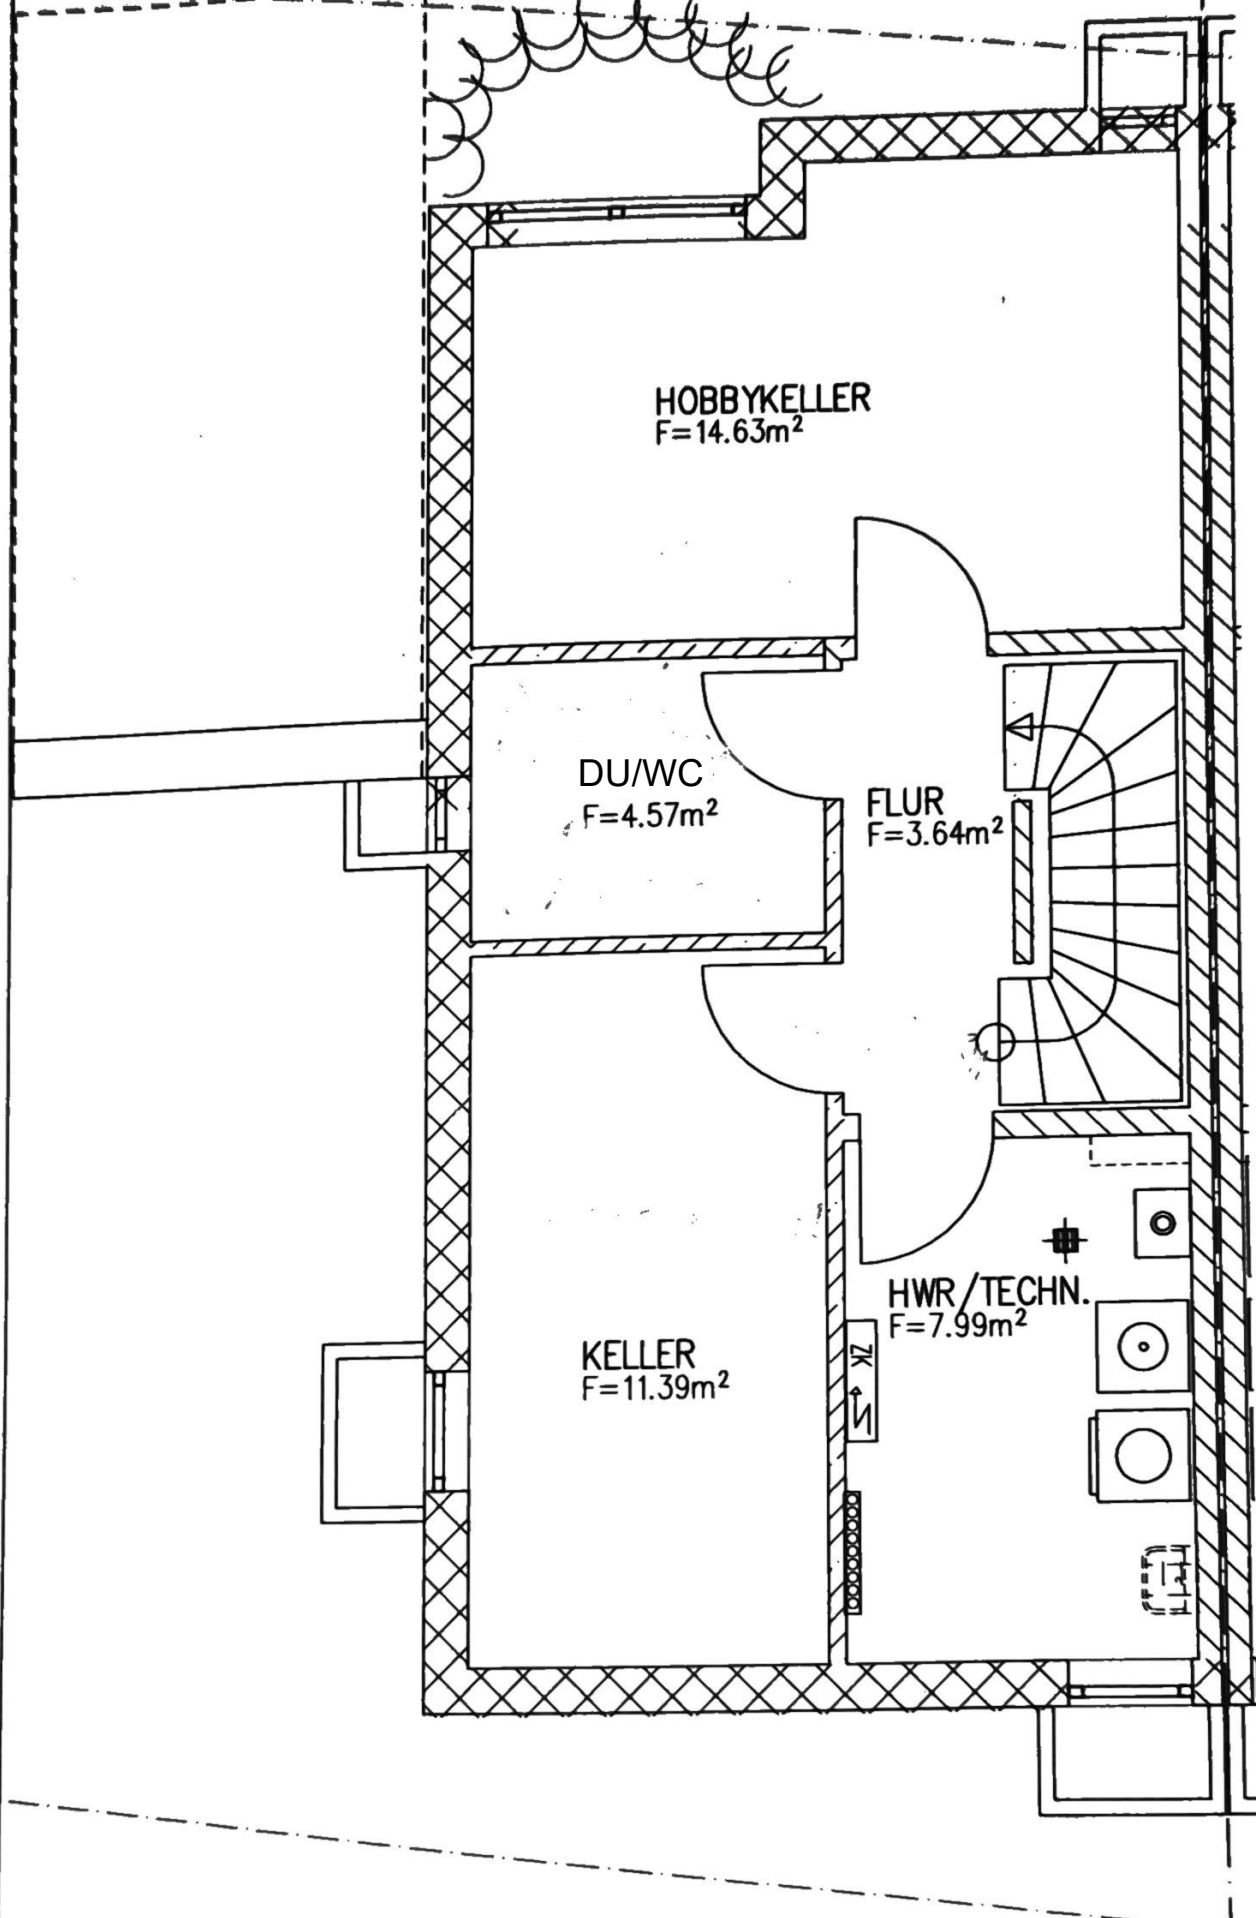 HOBBYKELLER
F=14.63m²
DU/WC
F=4.57m²
FLUR
F=3.64m²
HWR/TECHN.
F=7.99m²
ZK
KELLER
F=11.39m²